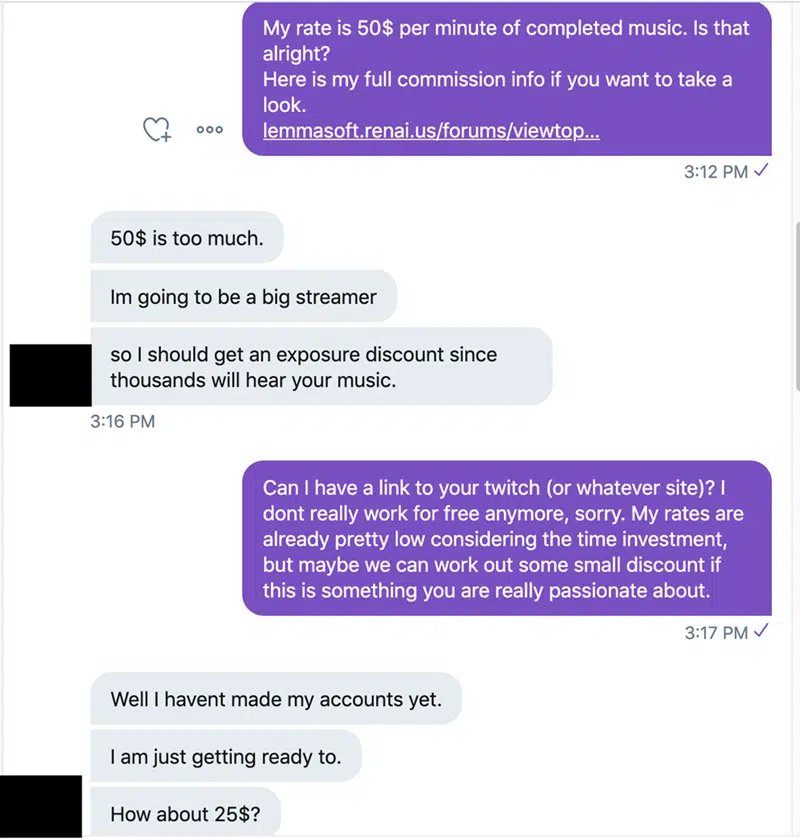 My rate is 50$ per minute of completed music. Is that
alright?
Here is my full commission info if you want to take a
look.
lemmasoft.renai.us/forums/viewtop...
3:12 PM
50$ is too much.
Im going to be a big streamer
so I should get an exposure discount since
thousands will hear your music.
3:16 PM
Can I have a link to your twitch (or whatever site)? I
dont really work for free anymore, sorry. My rates are
already pretty low considering the time investment,
but maybe we can work out some small discount if
this is something you are really passionate about.
3:17 PM
Well I havent made my accounts yet.
I am just getting ready to.
How about 25$?